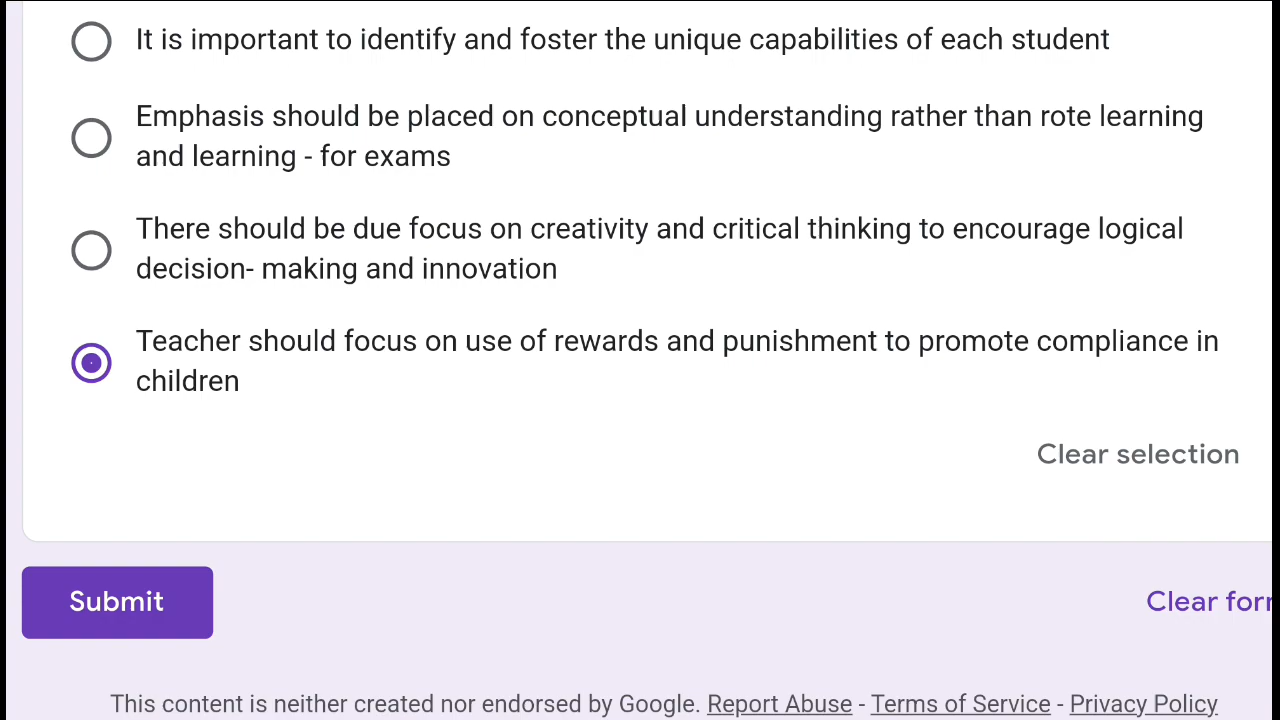 It is important to identify and foster the unique capabilities of each student
Emphasis should be placed on conceptual understanding rather than rote learning
and learning - for exams
There should be due focus on creativity and critical thinking to encourage logical
decision- making and innovation
Teacher should focus on use of rewards and punishment to promote compliance in
children
Clear selection
Submit
Clear for
This content is neither created nor endorsed by Google. Report Abuse - Terms of Service - Privacy Policy